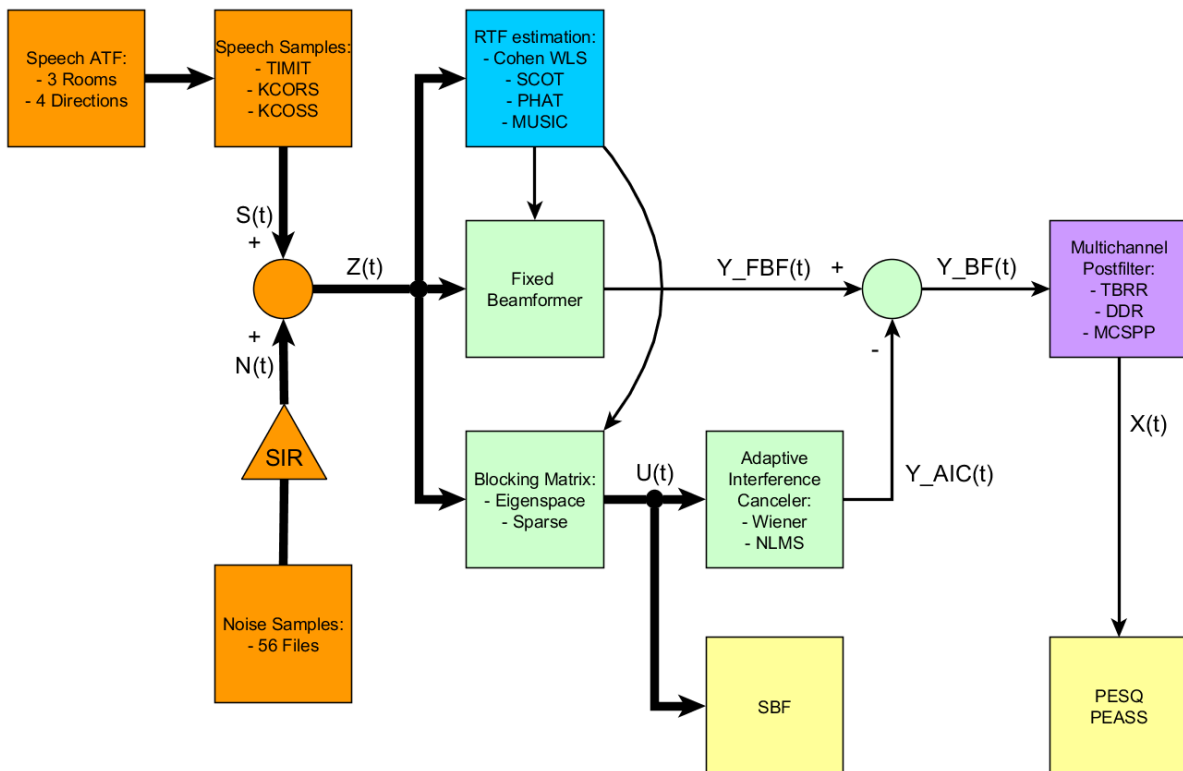 Speech ATF:
- 3 Rooms
- 4 Directions
Speech Samples:
- TIMIT
- KCORS
- KCOSS
RTF estimation:
- Cohen WLS
- SCOT
- PHAT
- MUSIC
S(t)
+
Z(t)
+
N(t)
SIR
Noise Samples:
- 56 Files
Fixed
Beamformer
Y_FBF(t)
+
-
Y_BF(t)
Multichannel
Postfilter:
- TBRR
- DDR
- MCSPP
Blocking Matrix:
- Eigenspace
- Sparse
U(t)
Adaptive
Interference
Canceler:
- Wiener
- NLMS
Y_AIC(t)
X(t)
SBF
PESQ
PEASS